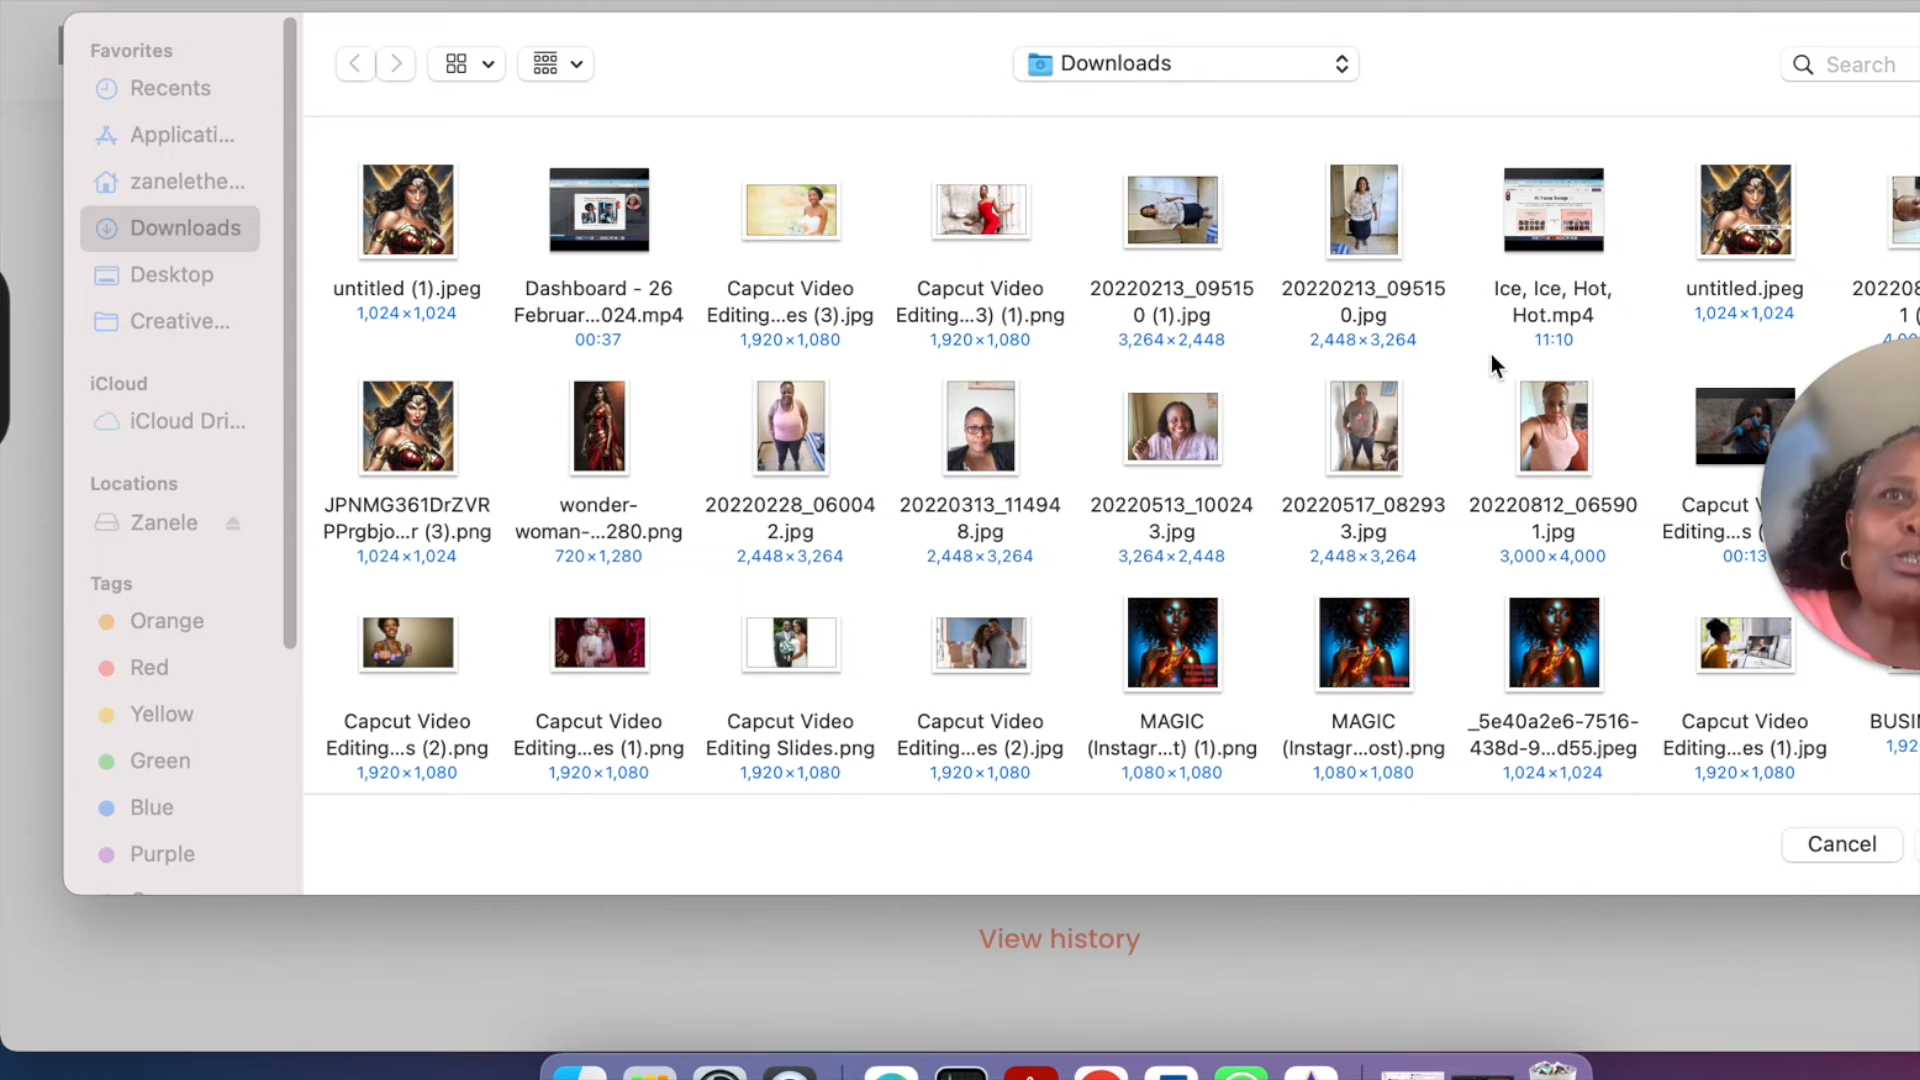 Favorites
Recents
Applicati...
zanelethe...
Downloads
Desktop
Creative...
iCloud
iCloud Dri...
Locations
Zanele
Tags
Orange
Red
Yellow
Green
Blue
Purple
Downloads
Search
untitled (1).jpeg
1,024×1,024
Dashboard - 26
Februar...024.mp4
00:37
Capcut Video
Editing...es (3).jpg
1,920×1,080
Capcut Video
Editing...3) (1).png
1,920×1,080
20220213_09515
0 (1).jpg
3,264×2,448
20220213_09515
0.jpg
2,448×3,264
Ice, Ice, Hot,
Hot.mp4
11:10
untitled.jpeg
1,024×1,024
202208
1 (
JPNMG361DrZVR
PPrgbjo...r (3).png
1,024×1,024
wonder-
woman-...280.png
720×1,280
20220228_06004
2.jpg
2,448×3,264
20220313_11494
8.jpg
2,448×3,264
20220513_10024
3.jpg
3,264×2,448
20220517_08293
3.jpg
2,448×3,264
20220812_06590
1.jpg
3,000×4,000
Capcut V
Editing...s (
00:13
Capcut Video
Editing...s (2).png
1,920×1,080
Capcut Video
Editing...es (1).png
1,920×1,080
Capcut Video
Editing Slides.png
1,920×1,080
Capcut Video
Editing...es (2).jpg
1,920×1,080
MAGIC
(Instagr...t) (1).png
1,080×1,080
MAGIC
(Instagr...ost).png
1,080×1,080
_5e40a2e6-7516-
438d-9...d55.jpeg
1,024×1,024
Capcut Video
Editing...es (1).jpg
1,920×1,080
BUSIN
1,92
Cancel
View history